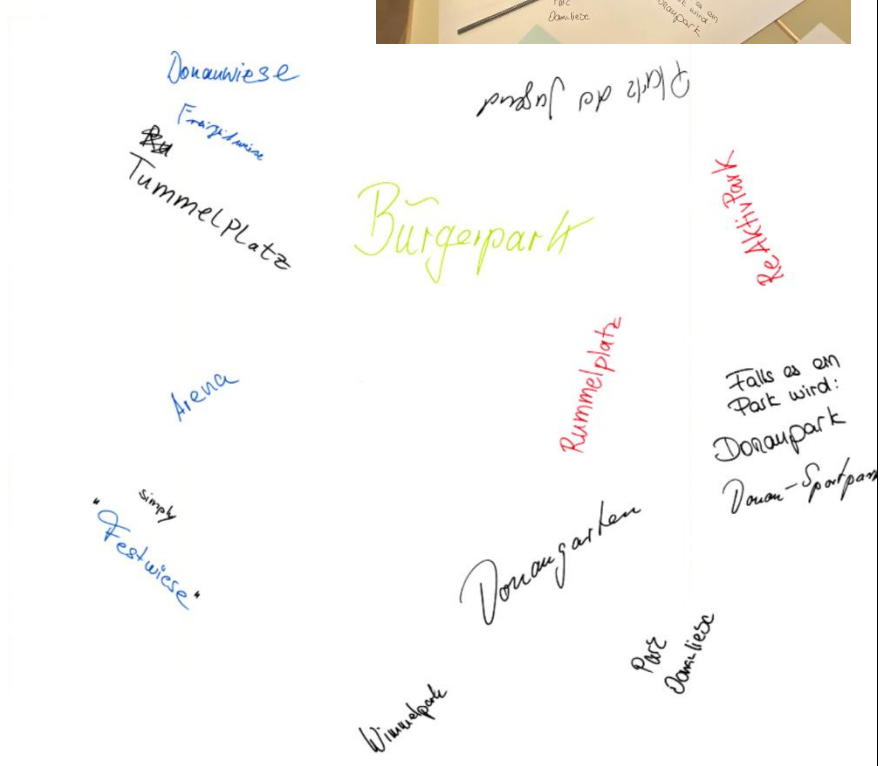 Donauwiese
Freizeitwiese
Tummelplatz
Platz der Jugend
Bürgerpark
ReAktivPark
Arena
Rummelplatz
Falls es ein
Park wird:
Donaupark
Donau-Sportpark
simply
"Festwiese"
Donaugarten
Park
Donauliese
Wimmelpark